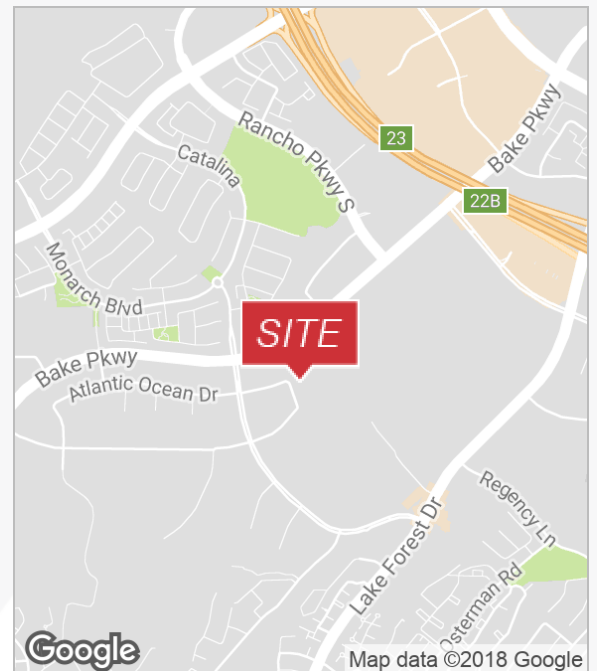 23
Bake Pkwy
Rancho Pkwy S
Catalina
22B
Monarch Blvd
SITE
Bake Pkwy
Atlantic Ocean Dr
Regency Ln
Lake Forest Dr
Osterman Rd
Google
Map data ©2018 Google